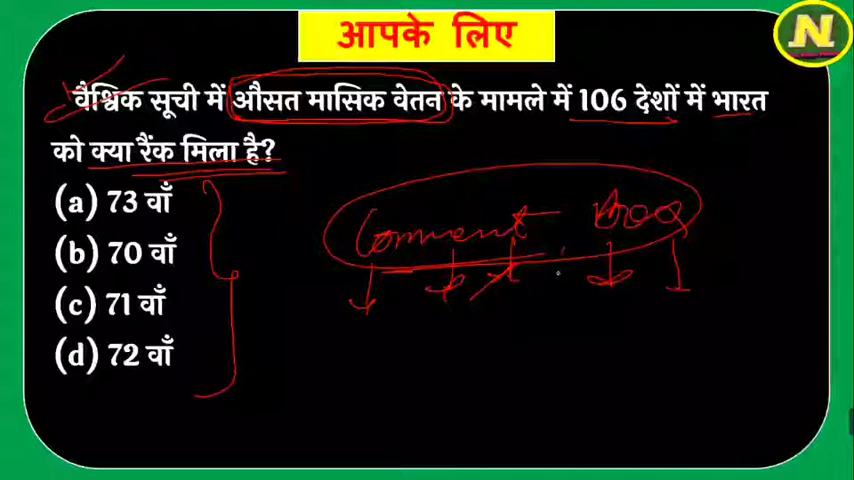 आपके लिए
N
वैश्विक सूची में औसत मासिक वेतन के मामले में 106 देशों में भारत
को क्या रैंक मिला है?
(a) 73 वाँ
(b) 70 वाँ
(c) 71 वाँ
(d) 72 वाँ
Comment Box